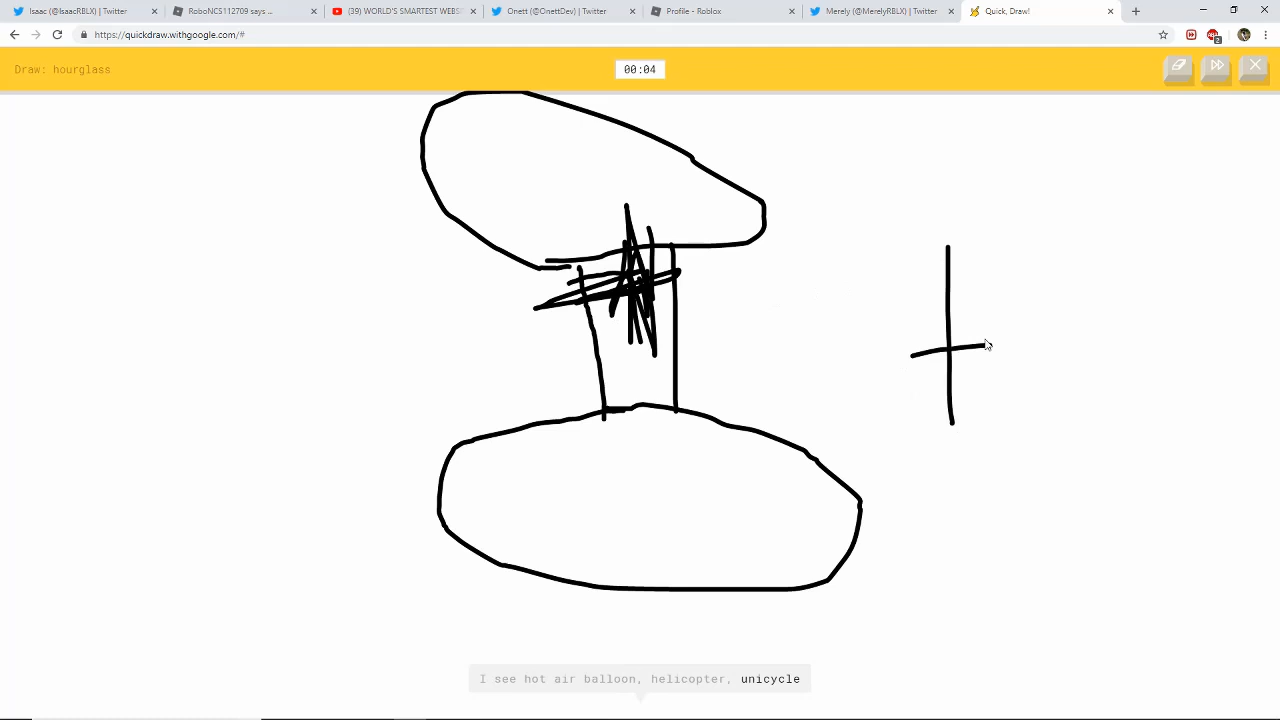 Isaac (@IsaacRBLX) | Twitter
RoboNCS112709 says ..
(39) WORLD'S SMARTEST WEBSI
Onett (@OnettDev) | Twitter
Profile - Roblox
Merely (@MerelyRBLX) | Twitter
Quick, Draw!
https://quickdraw.withgoogle.com/#
Draw: hourglass
00:04
I see hot air balloon, helicopter, unicycle